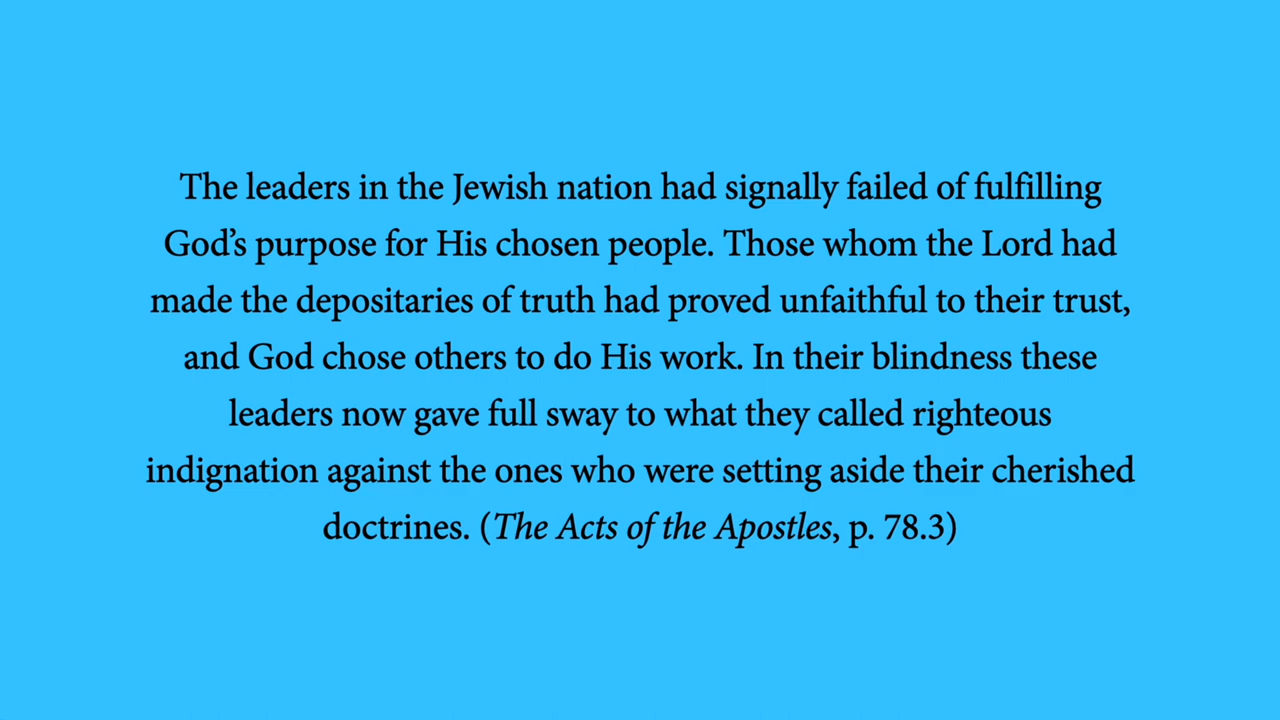 The leaders in the Jewish nation had signally failed of fulfilling
God’s purpose for His chosen people. Those whom the Lord had
made the depositaries of truth had proved unfaithful to their trust,
and God chose others to do His work. In their blindness these
leaders now gave full sway to what they called righteous
indignation against the ones who were setting aside their cherished
doctrines. (The Acts of the Apostles, p. 78.3)